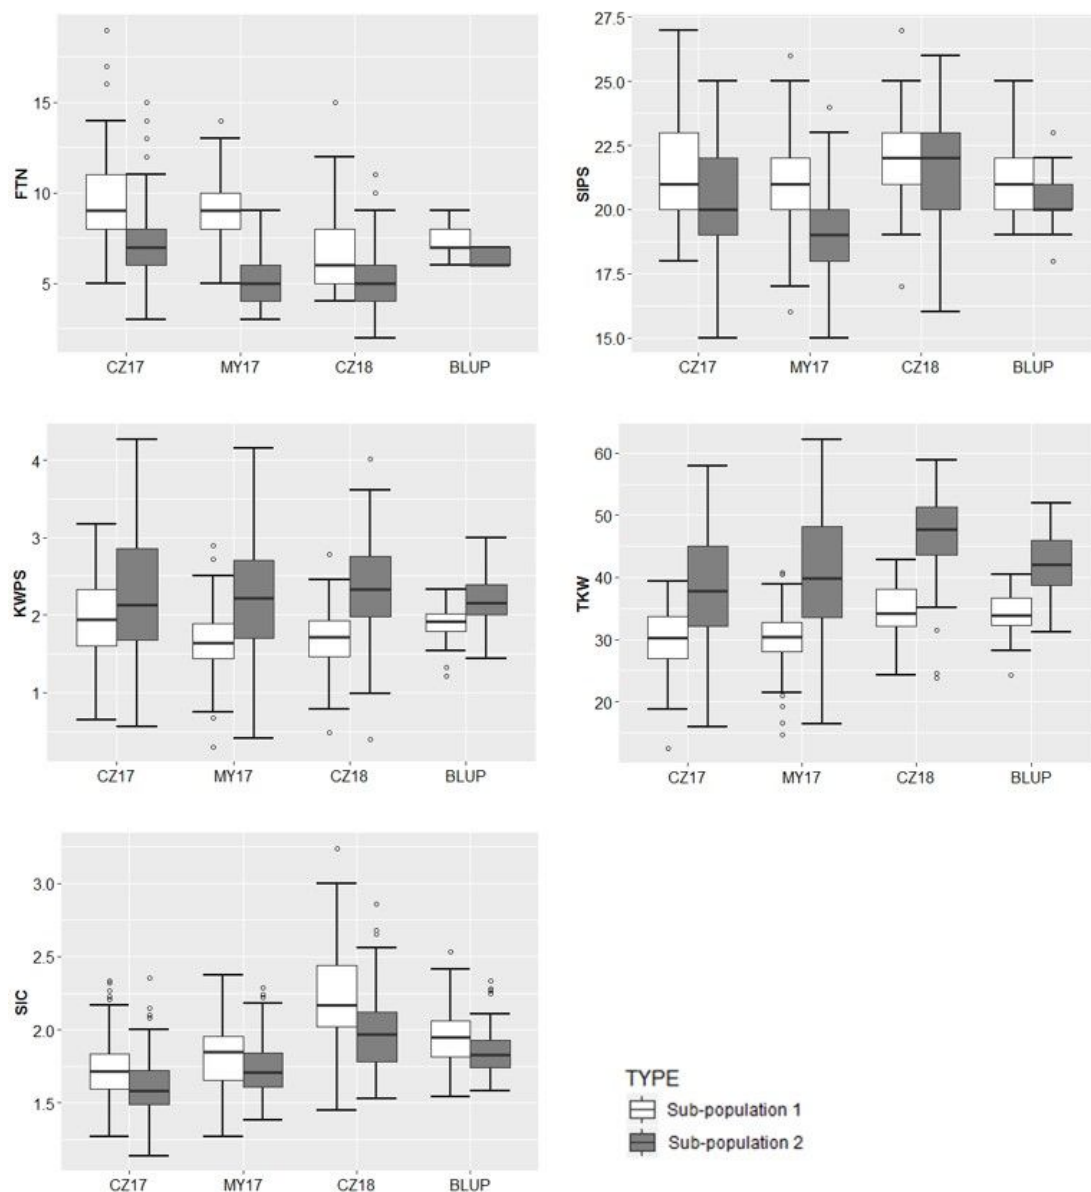 FTN
15
10
5
CZ17 MY17 CZ18 BLUP
SIPS
27.5
25.0
22.5
20.0
17.5
15.0
CZ17 MY17 CZ18 BLUP
KWPS
4
3
2
1
CZ17 MY17 CZ18 BLUP
TKW
60
50
40
30
20
CZ17 MY17 CZ18 BLUP
SIC
3.0
2.5
2.0
1.5
CZ17 MY17 CZ18 BLUP
TYPE
Sub-population 1
Sub-population 2